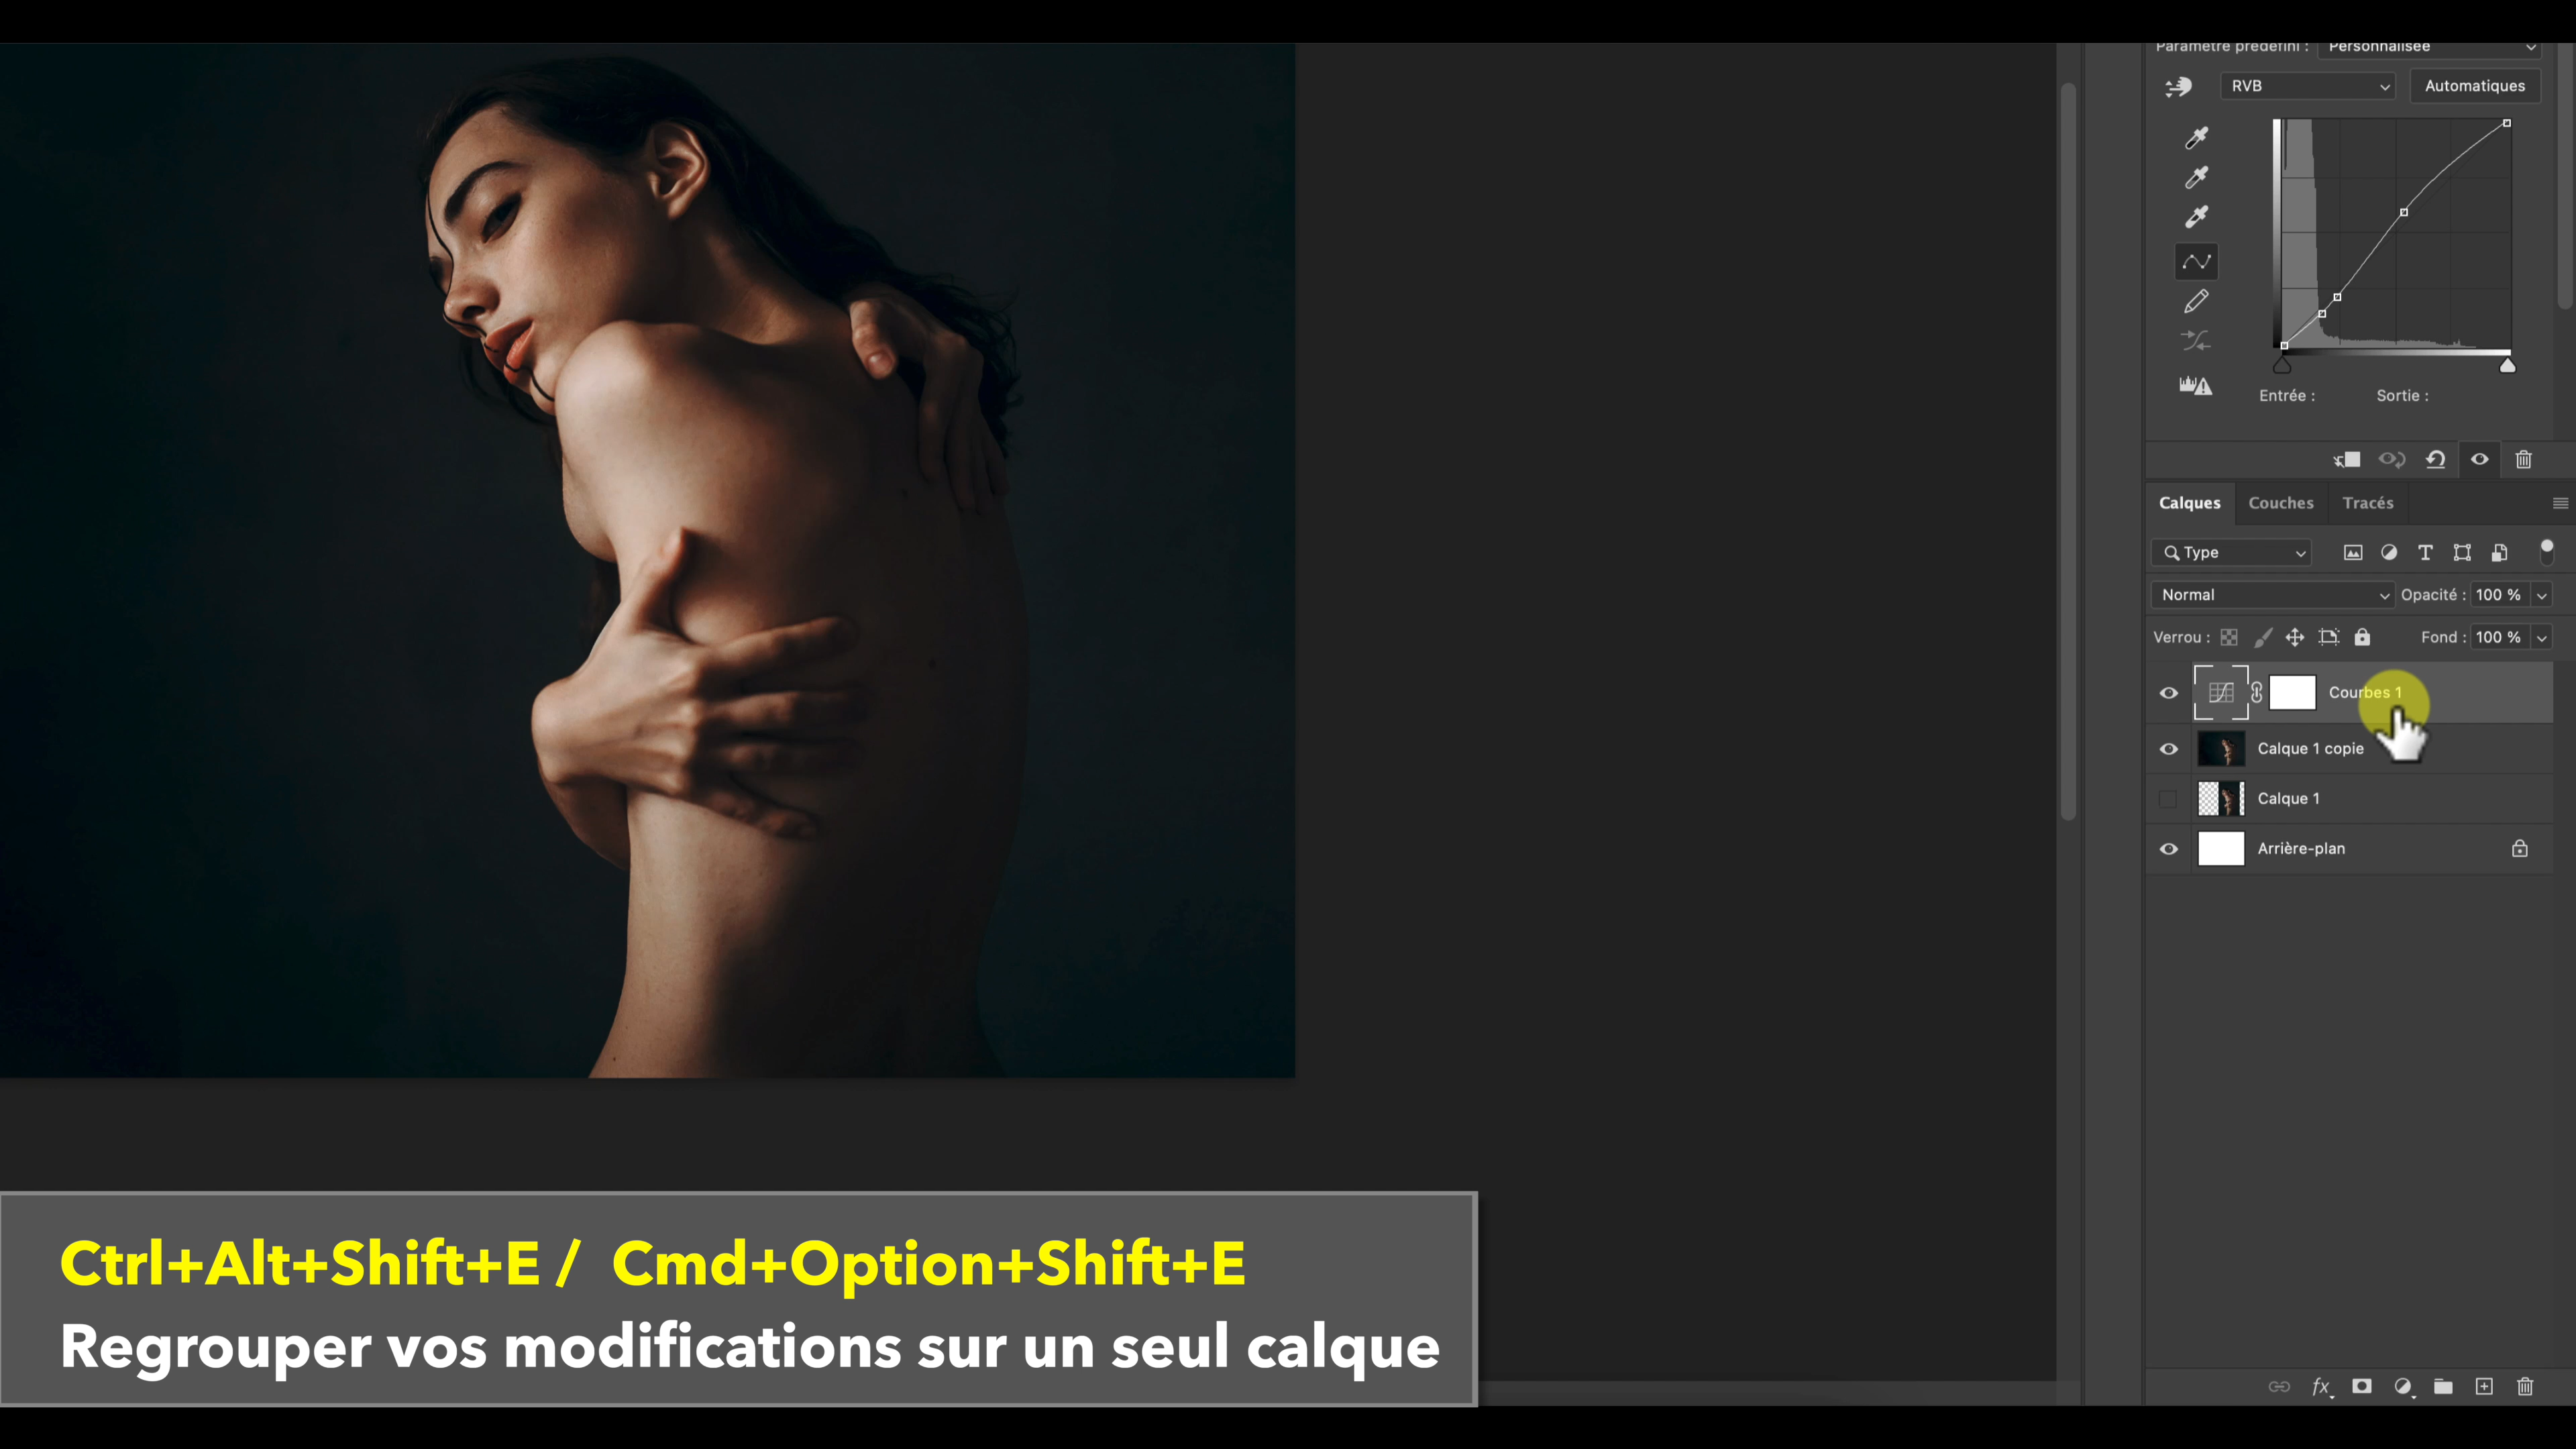 Paramètre prédéfini : Personnalisée
RVB Automatiques
Entrée : Sortie :
Calques Couches Tracés
Type
Normal Opacité : 100 %
Verrou : Fond : 100 %
Courbes 1
Calque 1 copie
Calque 1
Arrière-plan
fx
Ctrl+Alt+Shift+E / Cmd+Option+Shift+E
Regrouper vos modifications sur un seul calque